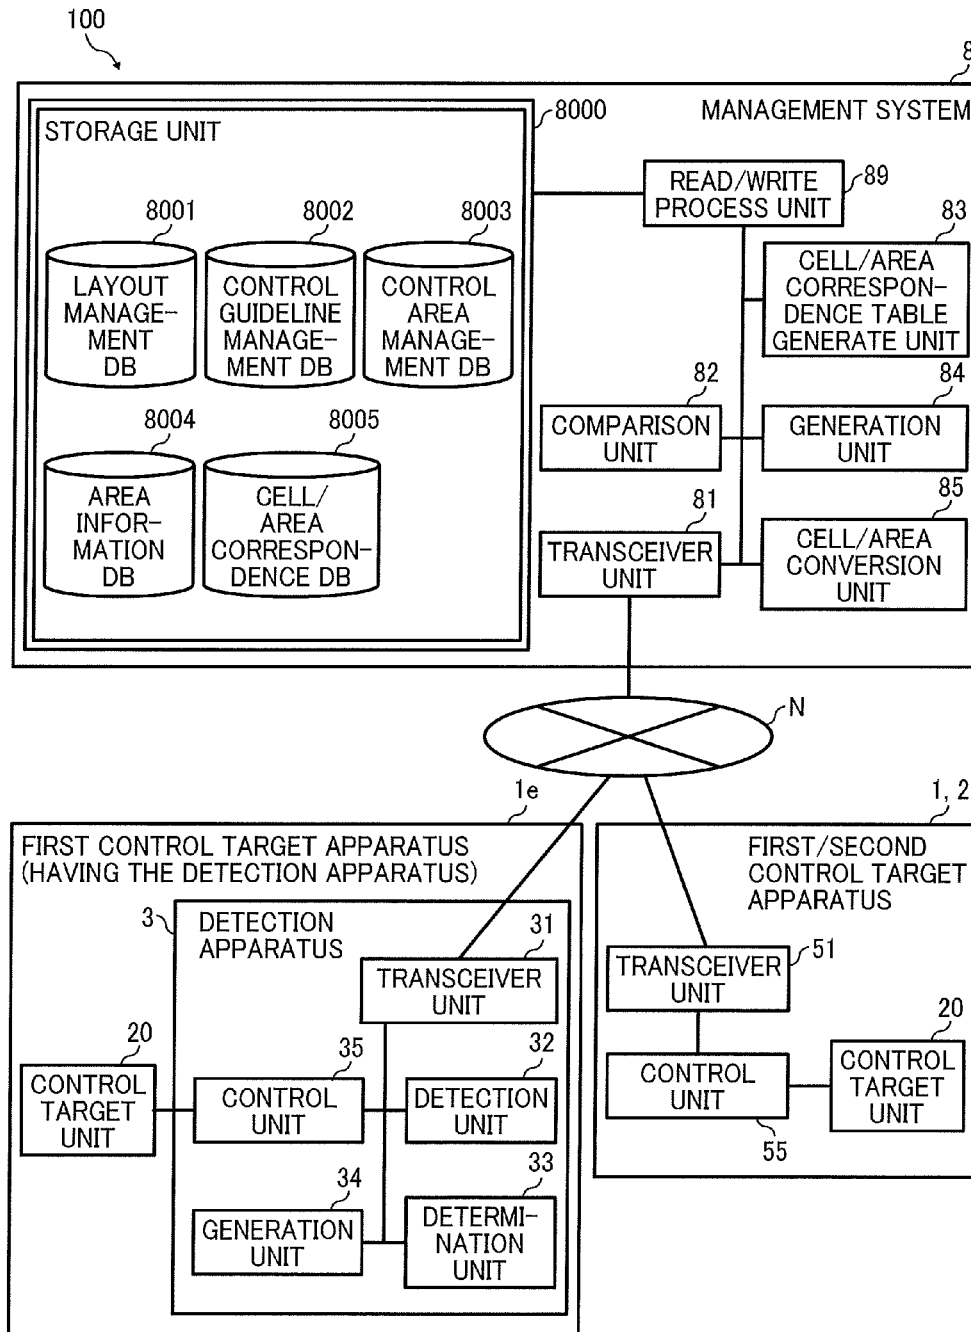 100
8
MANAGEMENT SYSTEM
8000
STORAGE UNIT
8001
LAYOUT
MANAGE-
MENT
DB
8002
CONTROL
GUIDELINE
MANAGE-
MENT DB
8003
CONTROL
AREA
MANAGE-
MENT DB
8004
AREA
INFOR-
MATION
DB
8005
CELL/
AREA
CORRESPON-
DENCE DB
READ/WRITE
PROCESS UNIT
89
83
CELL/AREA
CORRESPON-
DENCE TABLE
GENERATE UNIT
82
COMPARISON
UNIT
84
GENERATION
UNIT
81
TRANSCEIVER
UNIT
85
CELL/AREA
CONVERSION
UNIT
N
1e
FIRST CONTROL TARGET APPARATUS
(HAVING THE DETECTION APPARATUS)
3
DETECTION
APPARATUS
31
TRANSCEIVER
UNIT
20
CONTROL
TARGET
UNIT
35
CONTROL
UNIT
32
DETECTION
UNIT
34
GENERATION
UNIT
33
DETERMI-
NATION
UNIT
1, 2
FIRST/SECOND
CONTROL TARGET
APPARATUS
TRANSCEIVER
UNIT
51
CONTROL
UNIT
55
20
CONTROL
TARGET
UNIT